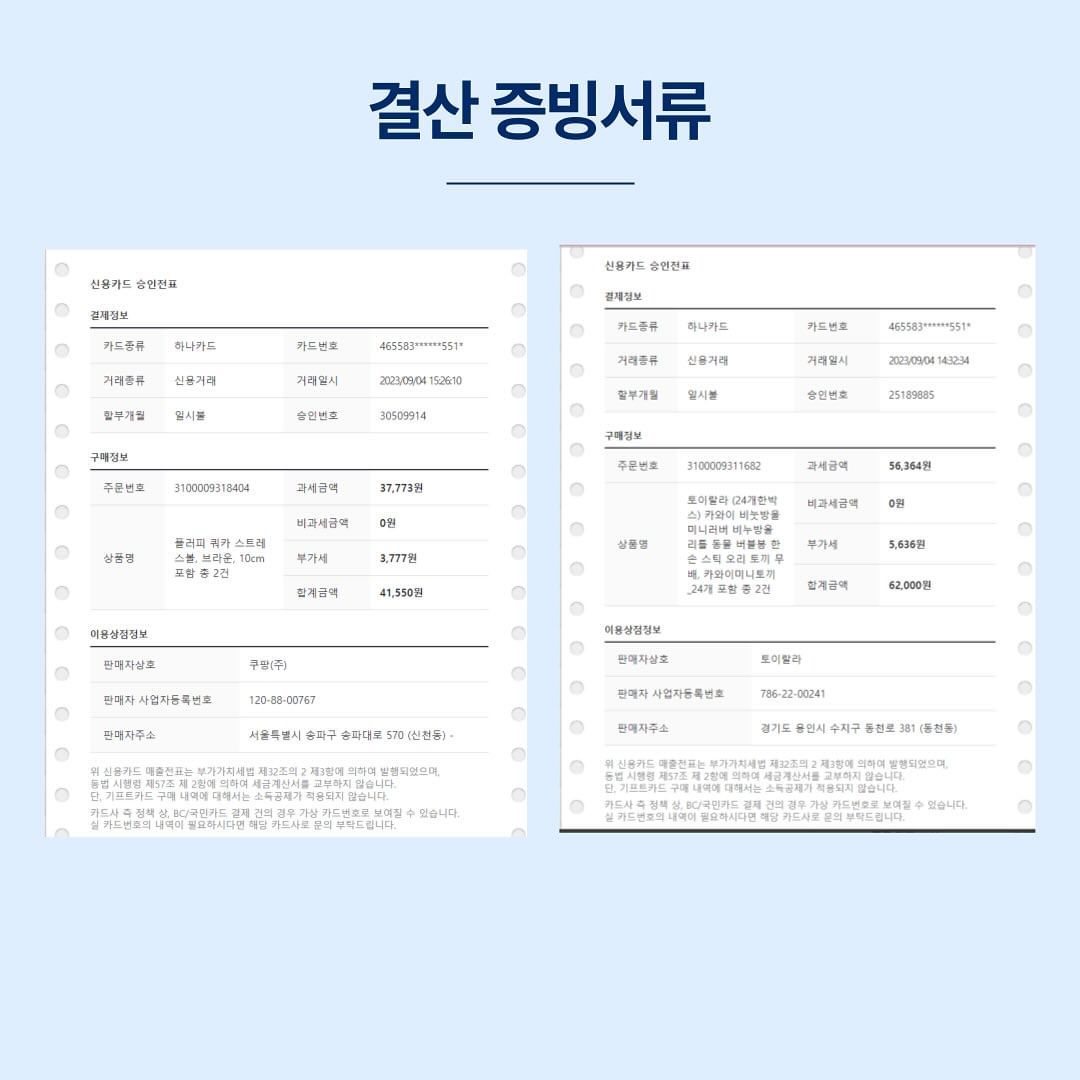 결산 증빙서류
신용카드 승인전표
결제정보
카드종류 하나카드 카드번호 465583******551*
거래종류 신용거래 거래일시 2023/09/04 15:26:10
할부개월 일시불 승인번호 30509914
구매정보
주문번호 3100009318404 과세금액 37,773원
비과세금액 0원
상품명
플러피 쿼카 스트레
스볼, 브라운, 10cm
포함 총 2건
부가세 3,777원
합계금액 41,550원
이용상점정보
판매자상호 쿠팡(주)
판매자 사업자등록번호 120-88-00767
판매자주소 서울특별시 송파구 송파대로 570 (신천동) -
위 신용카드 매출전표는 부가가치세법 제32조의 2 제3항에 의하여 발행되었으며,
동법 시행령 제57조 제 2항에 의하여 세금계산서를 교부하지 않습니다.
단, 기프트카드 구매 내역에 대해서는 소득공제가 적용되지 않습니다.
카드사 측 정책 상, BC/국민카드 결제 건의 경우 가상 카드번호로 보여질 수 있습니다.
실 카드번호의 내역이 필요하시다면 해당 카드사로 문의 부탁드립니다.
신용카드 승인전표
결제정보
카드종류 하나카드 카드번호 465583******551*
거래종류 신용거래 거래일시 2023/09/04 14:32:34
할부개월 일시불 승인번호 25189885
구매정보
주문번호 3100009311682 과세금액 56,364원
비과세금액 0원
상품명
토이랄라 (24개한박
스) 카와이 비눗방울
미니러버 비누방울
리틀 동물 버블봉 한
손 스틱 오리 토끼 무
배, 카와이미니토끼
_24개 포함 총 2건
부가세 5,636원
합계금액 62,000원
이용상점정보
판매자상호 토이랄라
판매자 사업자등록번호 786-22-00241
판매자주소 경기도 용인시 수지구 동천로 381 (동천동)
위 신용카드 매출전표는 부가가치세법 제32조의 2 제3항에 의하여 발행되었으며,
동법 시행령 제57조 제 2항에 의하여 세금계산서를 교부하지 않습니다.
단, 기프트카드 구매 내역에 대해서는 소득공제가 적용되지 않습니다.
카드사 측 정책 상, BC/국민카드 결제 건의 경우 가상 카드번호로 보여질 수 있습니다.
실 카드번호의 내역이 필요하시다면 해당 카드사로 문의 부탁드립니다.